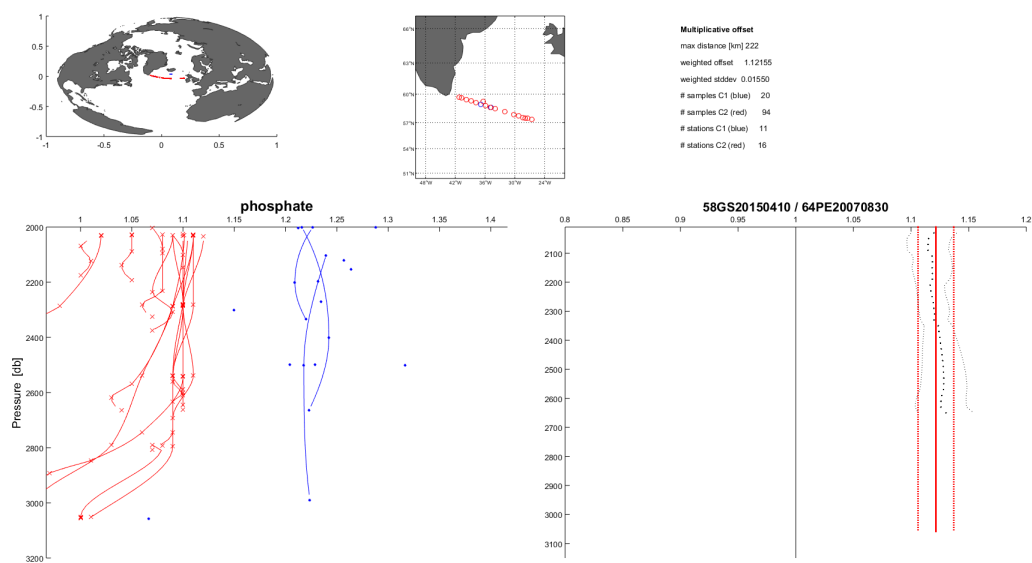 1
0.5
0
-0.5
-1
-1 -0.5 0 0.5 1
66°N
63°N
60°N
57°N
54°N
51°N
48°W 42°W 36°W 30°W 24°W
Multiplicative offset
max distance [km] 222
weighted offset 1.12155
weighted stddev 0.01550
# samples C1 (blue) 20
# samples C2 (red) 94
# stations C1 (blue) 11
# stations C2 (red) 16
phosphate
1 1.05 1.1 1.15 1.2 1.25 1.3 1.35 1.4
2000
2200
2400
2600
2800
3000
3200
Pressure [db]
58GS20150410 / 64PE20070830
0.8 0.85 0.9 0.95 1 1.05 1.1 1.15 1.2
2100
2200
2300
2400
2500
2600
2700
2800
2900
3000
3100